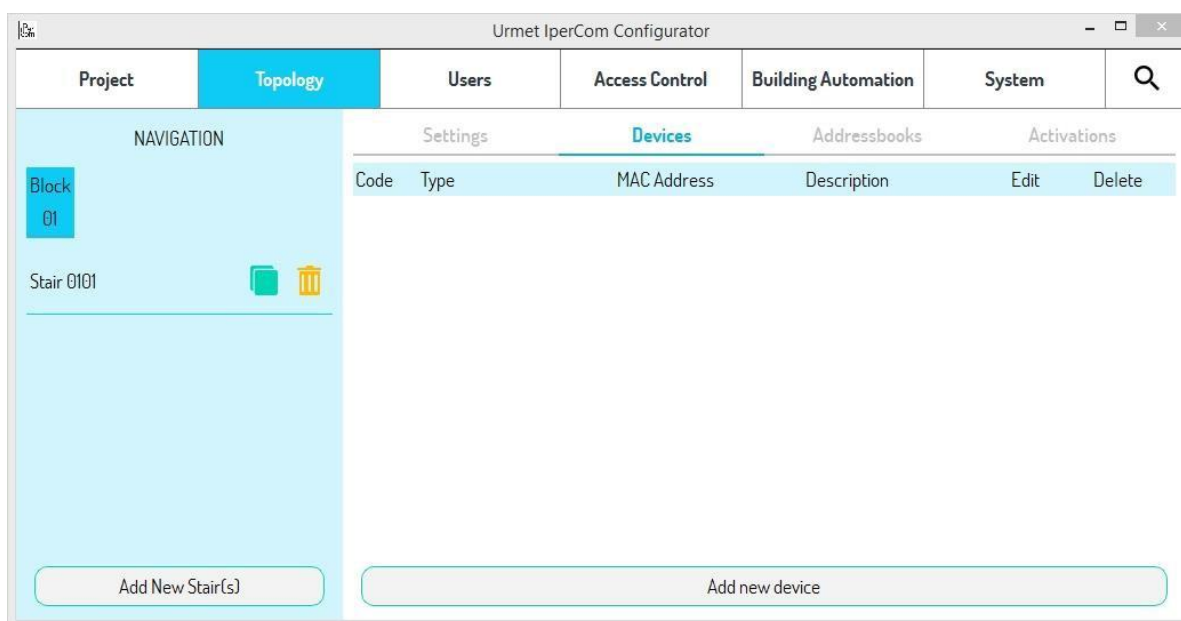 Urmet IperCom Configurator
Project Topology Users Access Control Building Automation System
NAVIGATION
Settings Devices Addressbooks Activations
Code Type MAC Address Description Edit Delete
Block
01
Stair 0101
Add New Stair(s)
Add new device